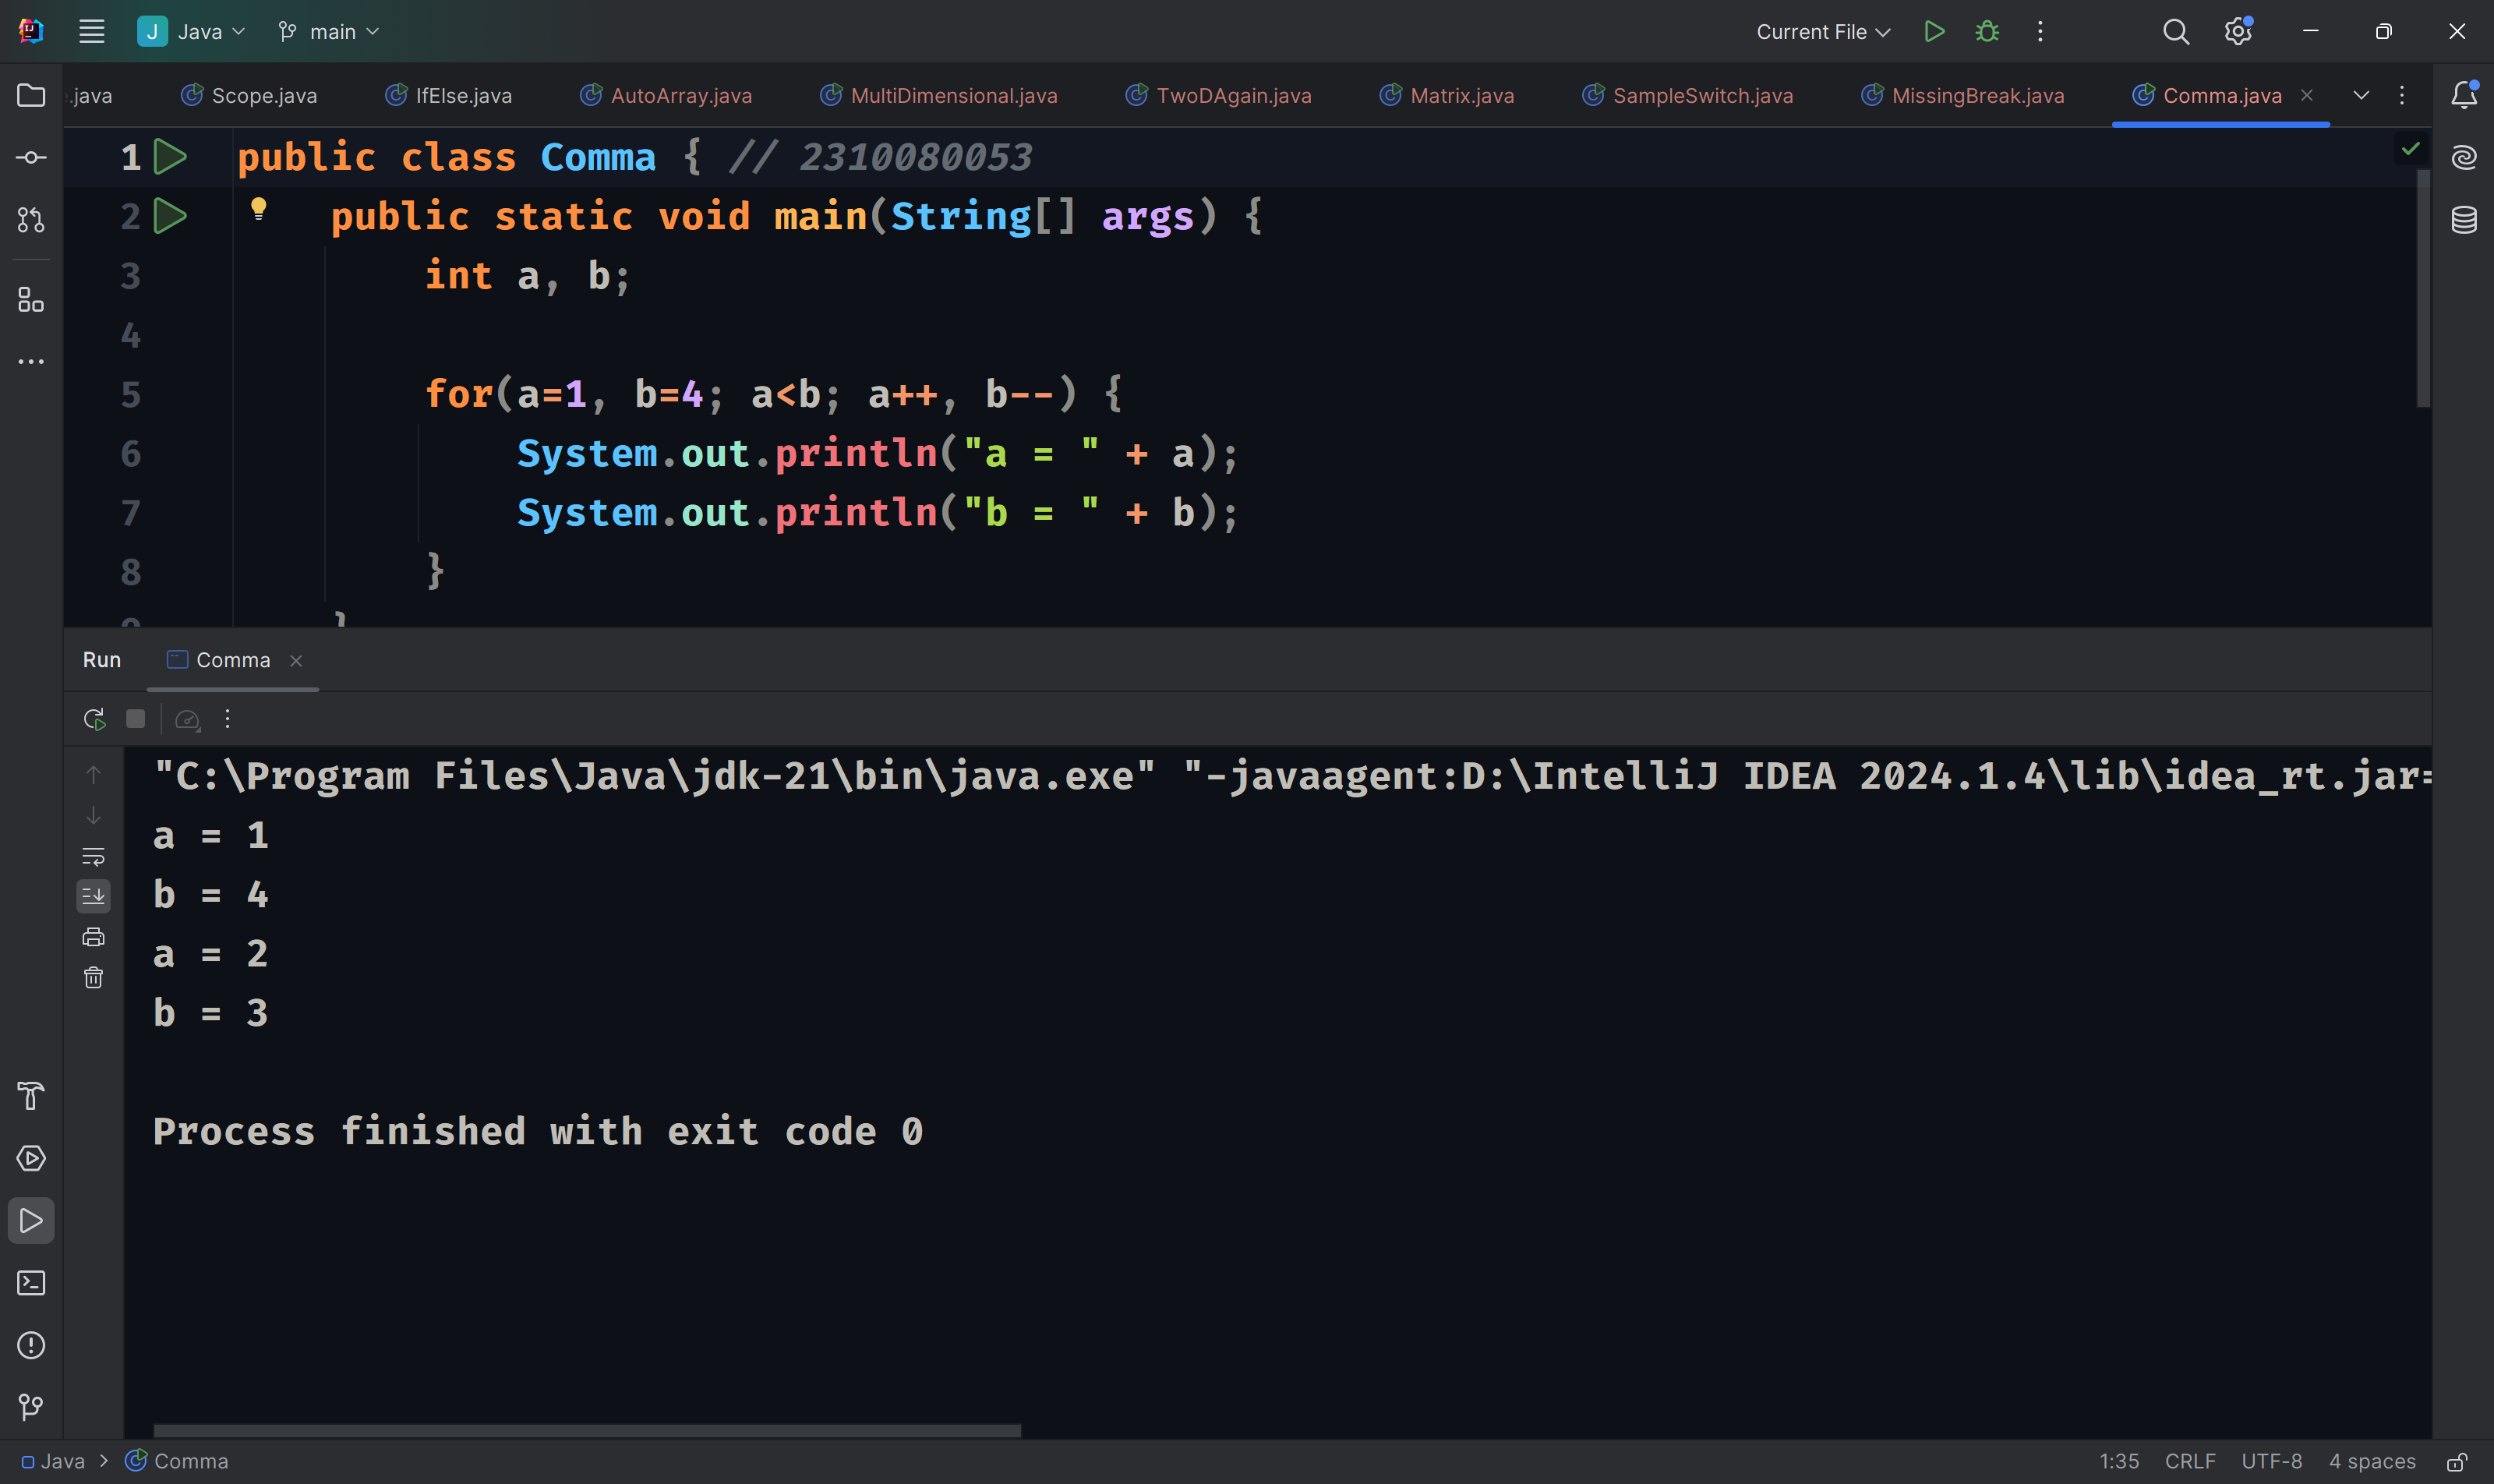 J Java main Current File
.java Scope.java IfElse.java AutoArray.java MultiDimensional.java TwoDAgain.java Matrix.java SampleSwitch.java MissingBreak.java Comma.java
1 public class Comma { // 2310080053
2 public static void main(String[] args) {
3 int a, b;
4
5 for(a=1, b=4; a<b; a++, b--) {
6 System.out.println("a = " + a);
7 System.out.println("b = " + b);
8 }
9 }
Run Comma
"C:\Program Files\Java\jdk-21\bin\java.exe" "-javaagent:D:\IntelliJ IDEA 2024.1.4\lib\idea_rt.jar=
a = 1
b = 4
a = 2
b = 3
Process finished with exit code 0
Java > Comma 1:35 CRLF UTF-8 4 spaces